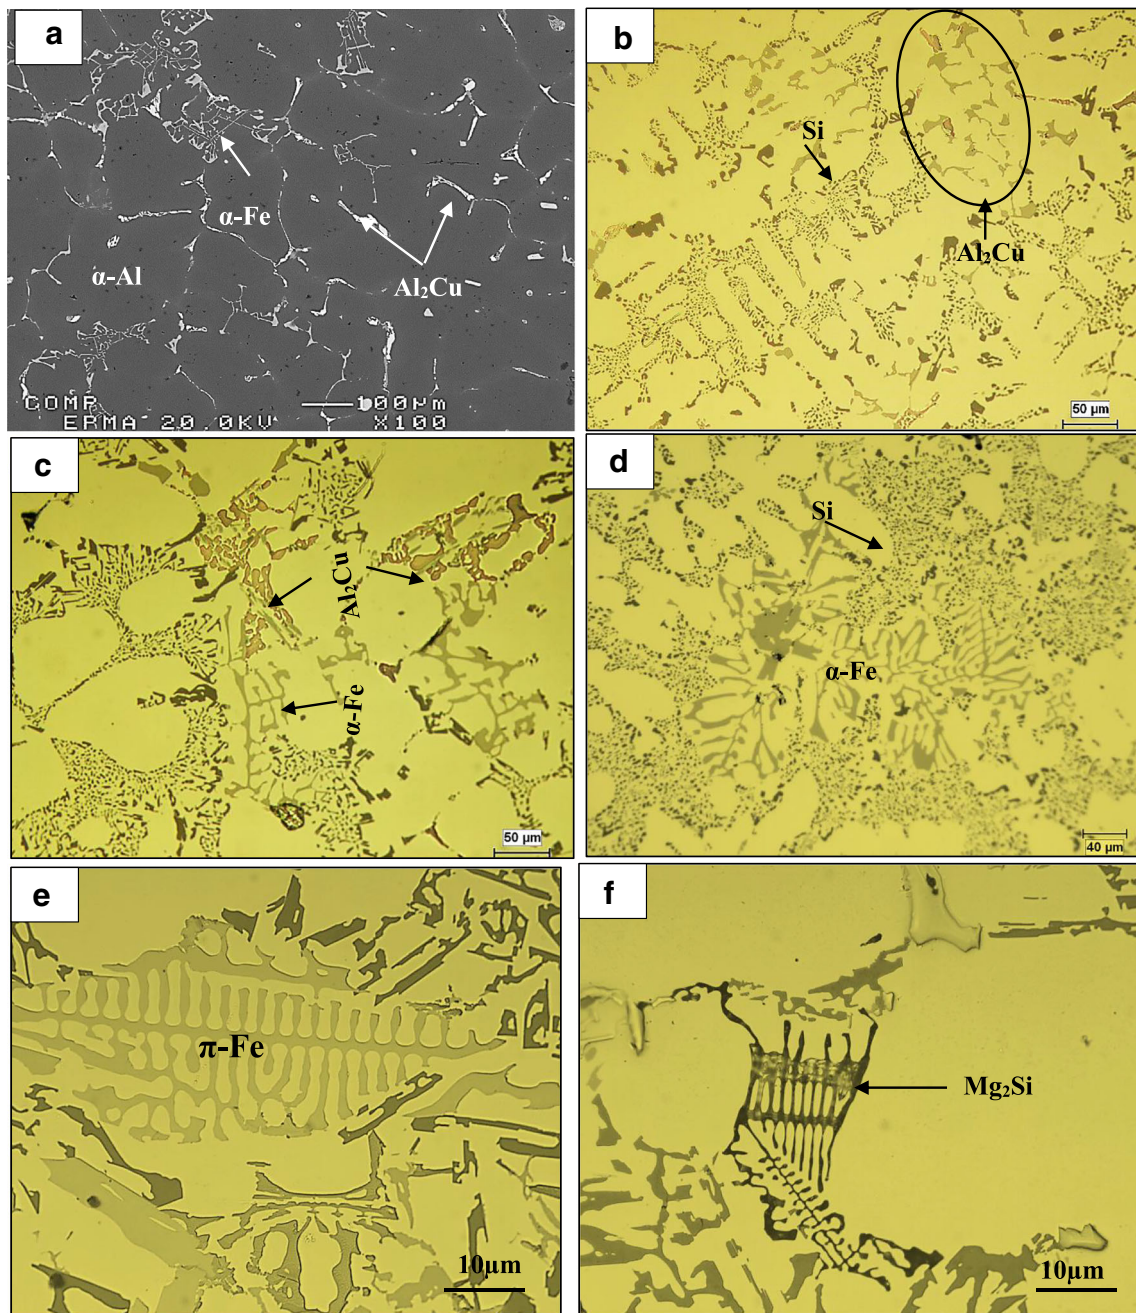 a
α-Fe
α-Al
Al₂Cu
COMP 100μm
ERMA 20.0KV X100
b
Si
Al₂Cu
50 μm
c
Al₂Cu
α-Fe
50 μm
d
Si
α-Fe
40 μm
e
π-Fe
10μm
f
Mg₂Si
10μm